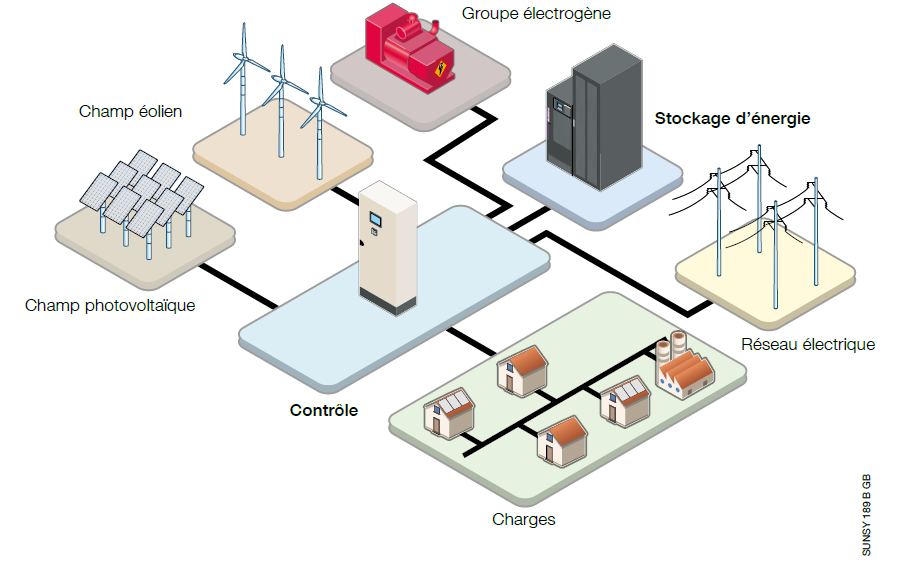 Groupe électrogène
Champ éolien
Stockage d’énergie
Champ photovoltaïque
Réseau électrique
Contrôle
Charges
SUNSY 189 B GB